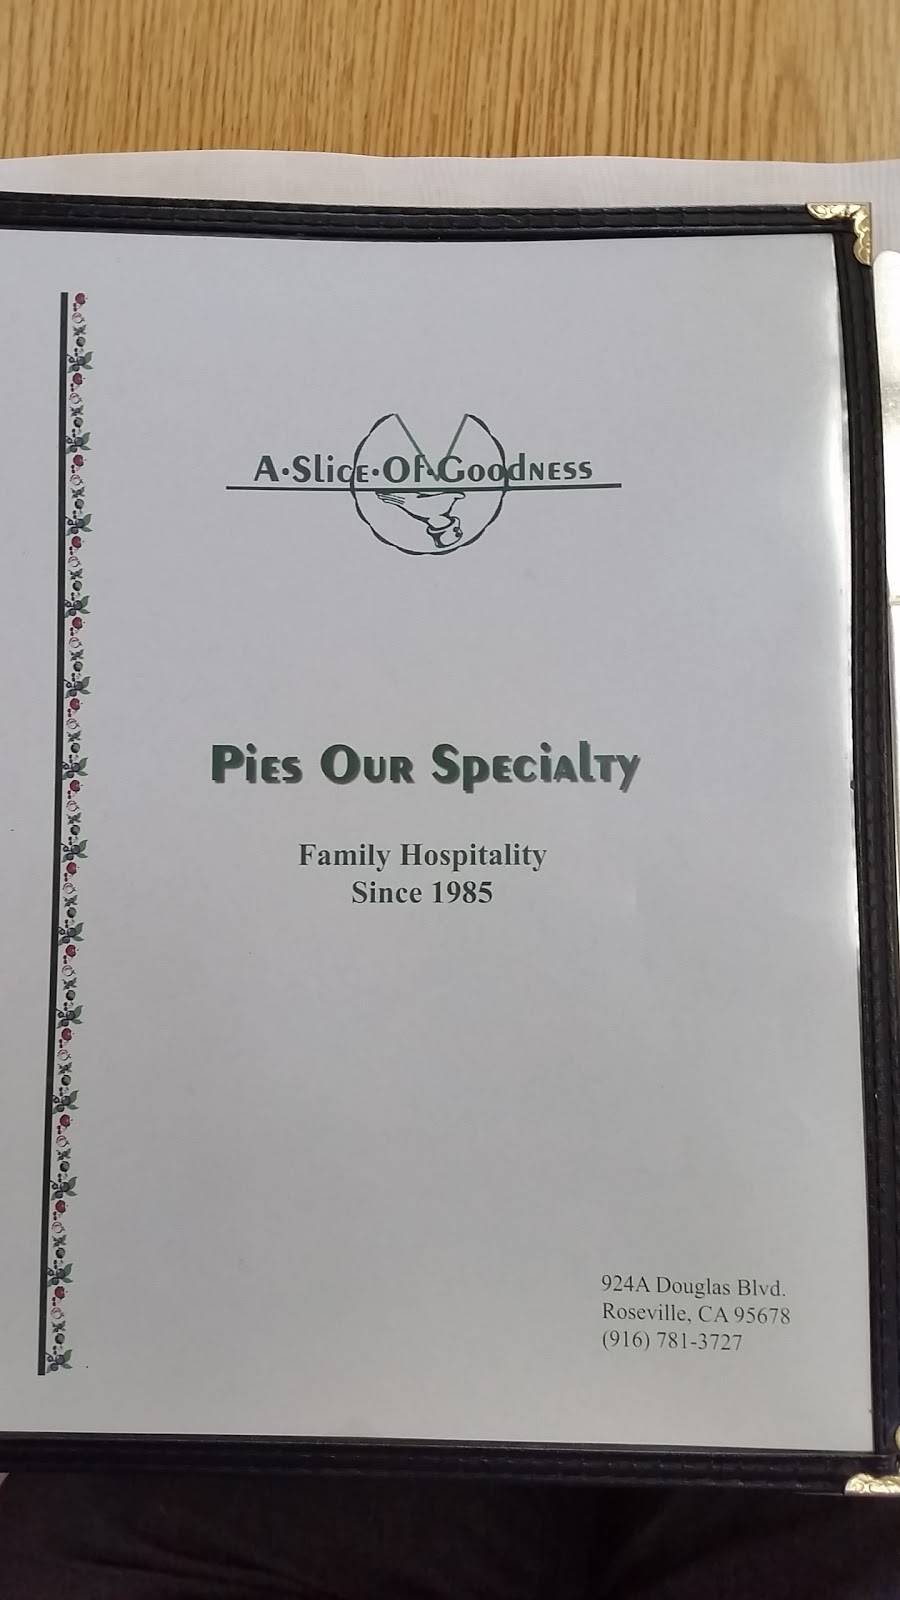 A·Slice·Of·Goodness
Pies Our Specialty
Family Hospitality
Since 1985
924A Douglas Blvd.
Roseville, CA 95678
(916) 781-3727